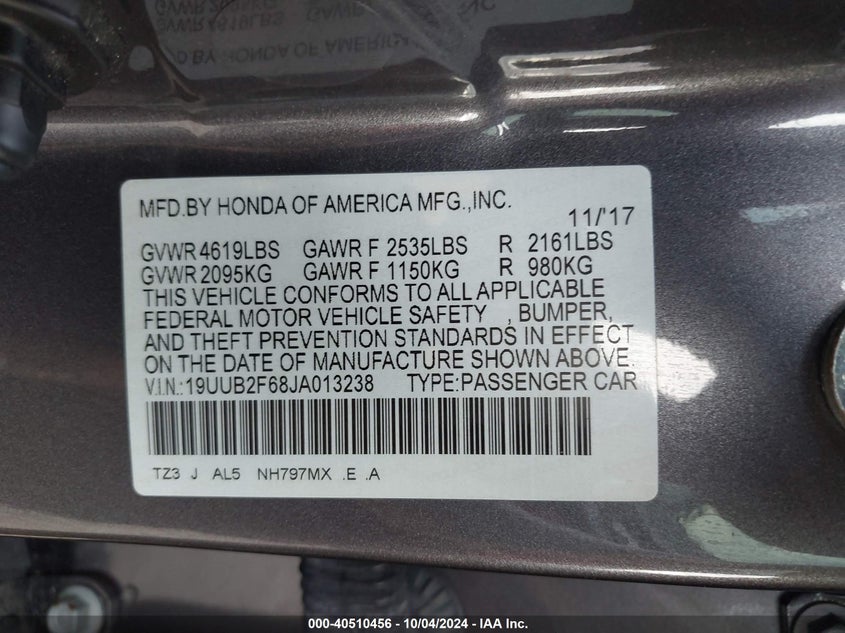 MFD.BY HONDA OF AMERICA MFG.,INC.
11/'17
GVWR 4619LBS GAWR F 2535LBS R 2161LBS
GVWR 2095KG GAWR F 1150KG R 980KG
THIS VEHICLE CONFORMS TO ALL APPLICABLE
FEDERAL MOTOR VEHICLE SAFETY , BUMPER,
AND THEFT PREVENTION STANDARDS IN EFFECT
ON THE DATE OF MANUFACTURE SHOWN ABOVE.
V.I.N.:19UUB2F68JA013238 TYPE:PASSENGER CAR
TZ3 J AL5 NH797MX .E .A
000-40510456 - 10/04/2024 - IAA Inc.